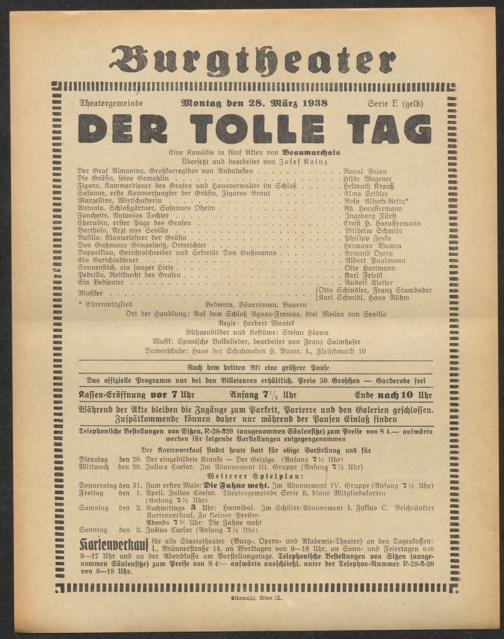 Burgtheater
Theatergemeinde Montag den 28. März 1938 Serie E (gelb)
DER TOLLE TAG
Eine Komödie in fünf Akten von Beaumarchais
Übersetzt und bearbeitet von Josef Kainz
Der Graf Almaviva, Großkorregidor von Andalusien . . . Raoul Aslan
Die Gräfin, seine Gemahlin . . . Hilde Wagener
Figaro, Kammerdiener des Grafen und Hausverwalter im Schloß . . . Helmuth Krauß
Susanne, erste Kammerjungfer der Gräfin, Figaros Braut . . . Alma Seidler
Marzelline, Wirtschafterin . . . Rosa Albach-Retty*
Antonio, Schloßgärtner, Susannes Oheim . . . Ph. Haeussermann
Fanchette, Antonios Tochter . . . Ingeborg
Cherubin, erster Page des Grafen . . . Ernst H. Haeussermann
Bartholo, Arzt aus Sevilla . . . Wilhelm Schmidt
Basilio, Klavierlehrer der Gräfin . . . Philipp Zeska
Don Gusmann Gimpelwitz, Ortsrichter . . . Hermann Wawra
Doppelklau, Gerichtsschreiber und Sekretär Don Gusmanns . . . Armand Ozory
Ein Gerichtsdiener . . . Albert Paulmann
Sonnenstich, ein junger Hirte . . . Otto Hartmann
Pedrilla, Reitknecht des Grafen . . . Karl Friedl
Ein Bedienter . . . Rudolf
Musiker . . . Otto Schindler, Franz
Karl Schmidl, Hans
* Ehrenmitglied Bediente, Bäuerinnen, Bauern
Ort der Handlung: Auf dem Schloß Aguas-Frescas, drei Meilen von Sevilla
Regie: Herbert Waniek
Bühnenbilder und Kostüme: Stefan Hlawa
Musik: Spanische Volkslieder, bearbeitet von Franz Salmhofer
Damenschuhe: Haus der Schuhmoden H. I., Fleischmarkt
Nach dem dritten Akt eine größere Pause
Das offizielle Programm nur bei den Billeteuren erhältlich. Preis 50 Groschen — Garderobe frei
Kassen-Eröffnung vor 7 Uhr Anfang 7½ Uhr Ende nach 10 Uhr
Während der Akte bleiben die Zugänge zum Parkett, Parterre und den Galerien geschlossen.
Zuspätkommende können daher nur während der Pausen Einlaß finden
Telephonische Bestellungen von Sitzen, R-28-320 (ausgenommen Säulensitze) zum Preise von S 4.— aufwärts
werden für folgende Vorstellungen entgegengenommen
Der Kartenverkauf findet heute statt für obige Vorstellung und für
Dienstag den 29. Der eingebildete Kranke — Der Geizige. (Anfang 7½ Uhr)
Mittwoch den 30. Julius Caesar. Im Abonnement III. Gruppe (Anfang 7½ Uhr)
Weiterer Spielplan:
Donnerstag den 31. Zum ersten Male: Die Fahne weht. Im Abonnement IV. Gruppe (Anfang 7½ Uhr)
Freitag den 1. April. Julius Caesar. Theatergemeinde Serie B, blaue Mitgliedskarten
(Anfang 7½ Uhr)
Samstag den 2. Nachmittags 3 Uhr: Hannibal. Im Schüler-Abonnement I. Zyklus C. Beschränkter
Kartenverkauf. Zu kleinen Preisen
Abends 7½ Uhr: Die Fahne weht
Sonntag den 3. Julius Caesar (Anfang 7½ Uhr)
Kartenverkauf für alle Staatstheater (Burg-, Opern- und Akademie-Theater) an den Tageskassen:
I., Bräunerstraße 14, an Werktagen von 9—18 Uhr, an Sonn- und Feiertagen von
9—17 Uhr und an der Abendkassa am Vorstellungstage. Telephonische Bestellungen von Sitzen (ausge-
nommen Säulensitze) zum Preise von S 4·— aufwärts ausschließl. unter der Telephon-Nummer R-28-3-20
von 8—18 Uhr.
Elbemühl, Wien IX.